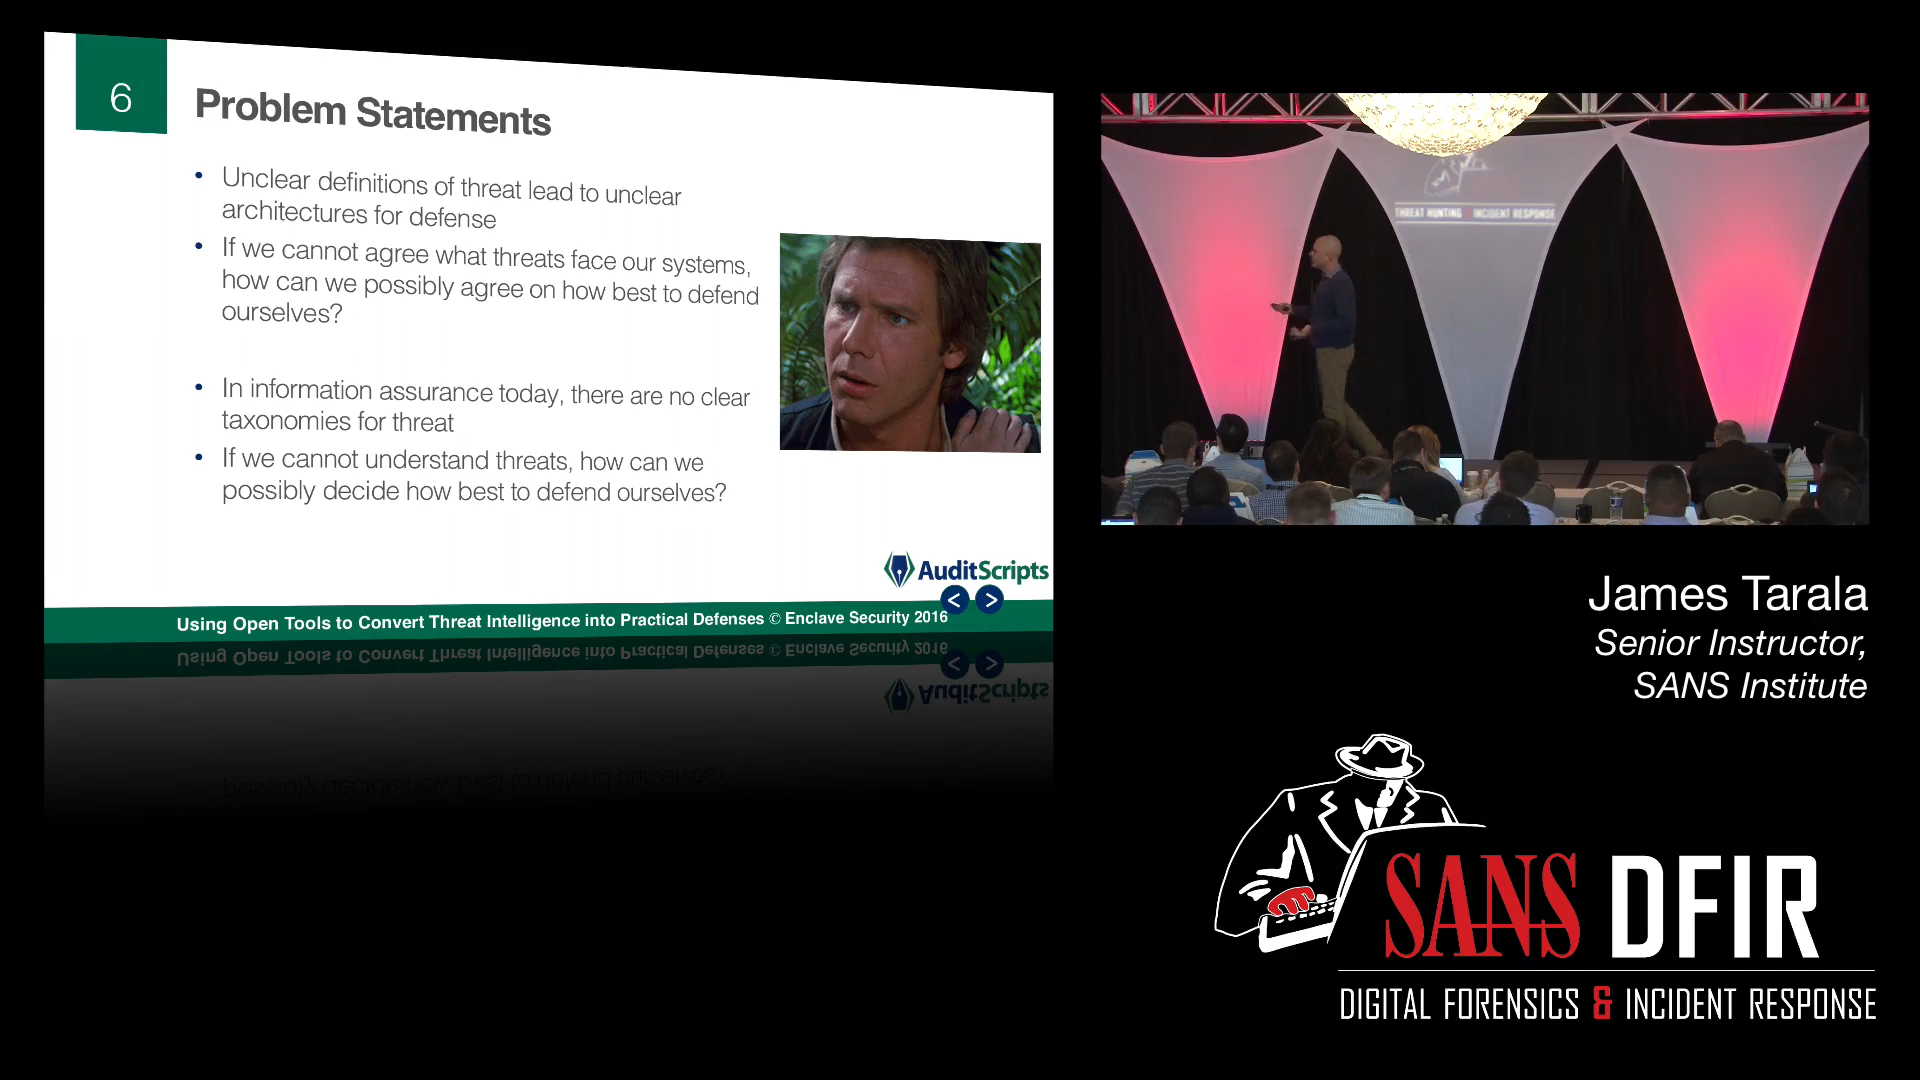 6
Problem Statements
• Unclear definitions of threat lead to unclear
architectures for defense
• If we cannot agree what threats face our systems,
how can we possibly agree on how best to defend
ourselves?
• In information assurance today, there are no clear
taxonomies for threat
• If we cannot understand threats, how can we
possibly decide how best to defend ourselves?
AuditScripts
< >
Using Open Tools to Convert Threat Intelligence into Practical Defenses © Enclave Security 2016
THREAT HUNTING & INCIDENT RESPONSE
James Tarala
Senior Instructor,
SANS Institute
SANS DFIR
DIGITAL FORENSICS & INCIDENT RESPONSE